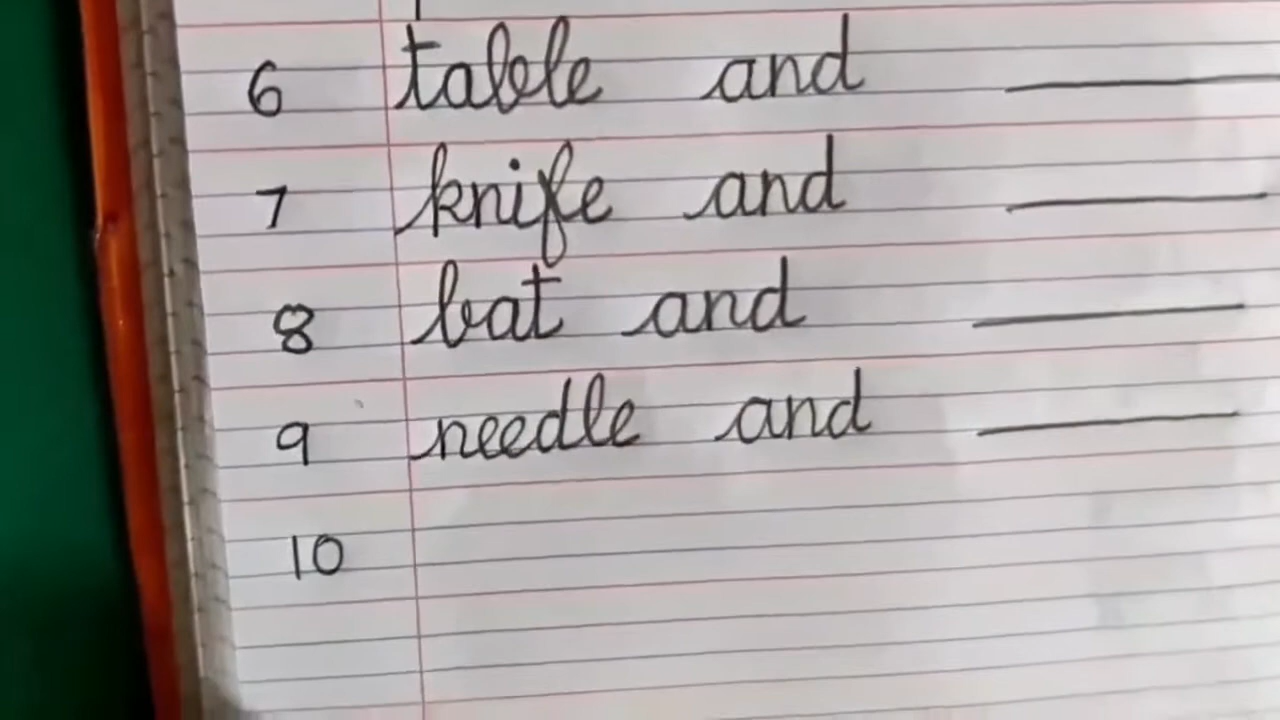 6 table and
7 knife and
8 bat and
9 needle and
10